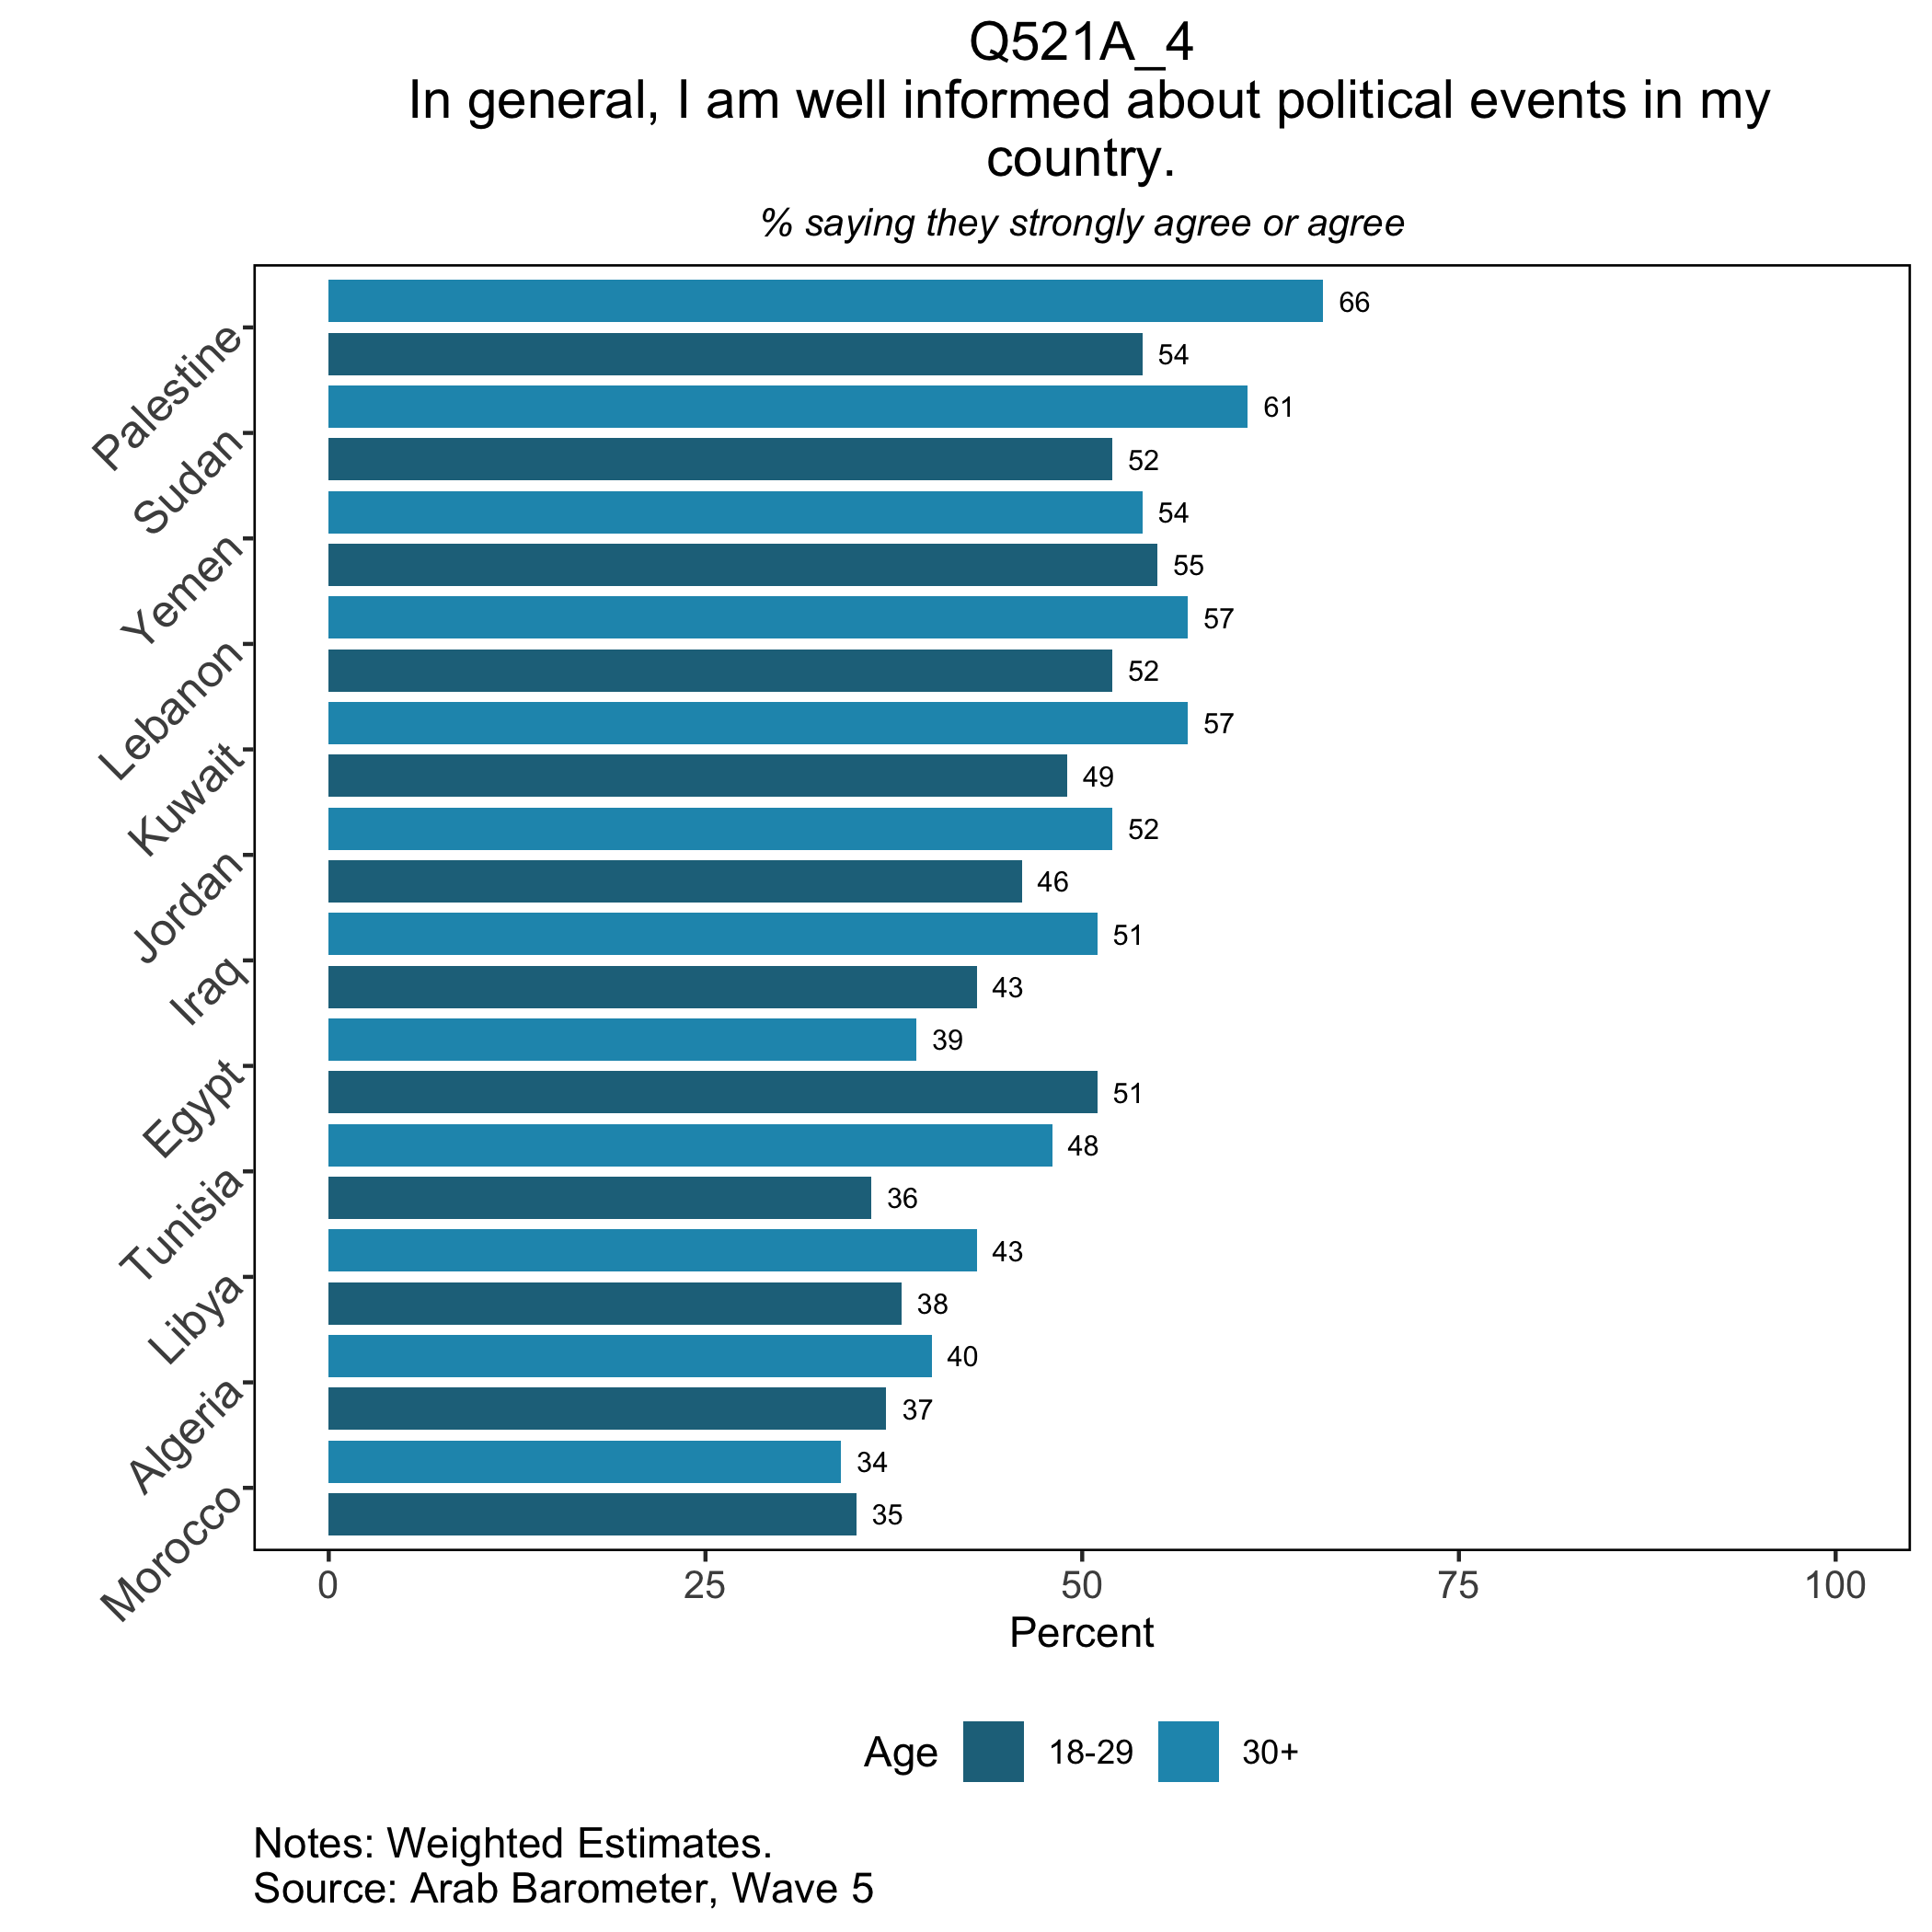 Q521A_4
In general, I am well informed about political events in my
country.
% saying they strongly agree or agree
Palestine
66
54
Sudan
61
52
Yemen
54
55
Lebanon
57
52
Kuwait
57
49
Jordan
52
46
Iraq
51
43
Egypt
39
51
Tunisia
48
36
Libya
43
38
Algeria
40
37
Morocco
34
35
0 25 50 75 100
Percent
Age 18-29 30+
Notes: Weighted Estimates.
Source: Arab Barometer, Wave 5